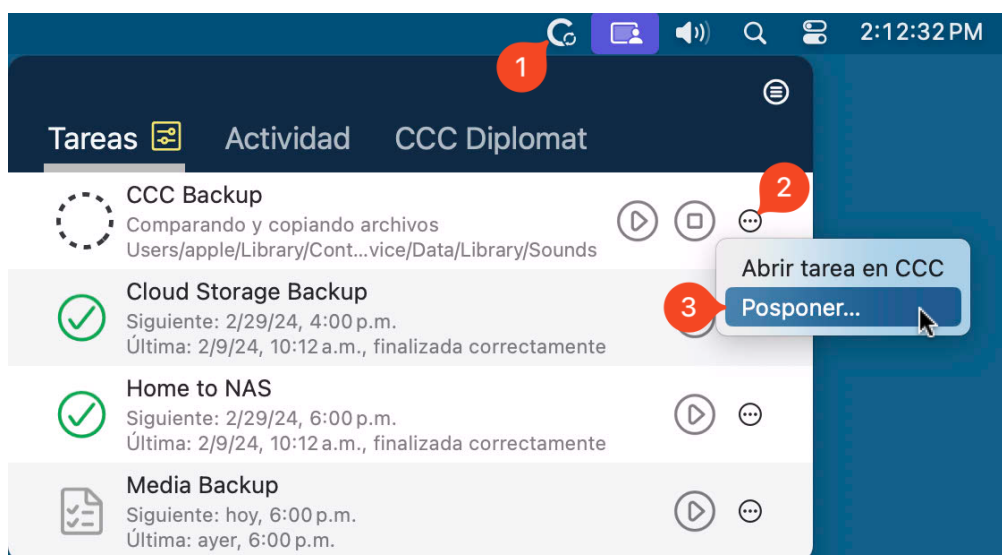 2:12:32 PM
1
Tareas Actividad CCC Diplomat
CCC Backup
Comparando y copiando archivos
Users/apple/Library/Cont...vice/Data/Library/Sounds
2
Abrir tarea en CCC
3 Posponer...
Cloud Storage Backup
Siguiente: 2/29/24, 4:00 p.m.
Última: 2/9/24, 10:12 a.m., finalizada correctamente
Home to NAS
Siguiente: 2/29/24, 6:00 p.m.
Última: 2/9/24, 10:12 a.m., finalizada correctamente
Media Backup
Siguiente: hoy, 6:00 p.m.
Última: ayer, 6:00 p.m.